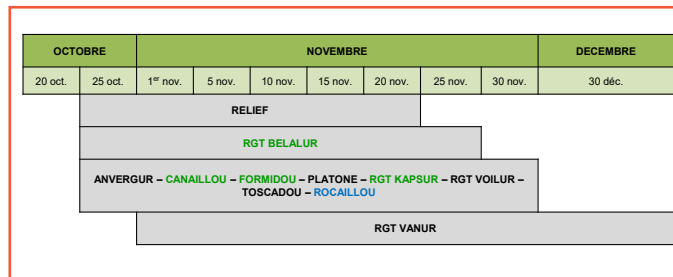 OCTOBRE NOVEMBRE DECEMBRE
20 oct. 25 oct. 1er nov. 5 nov. 10 nov. 15 nov. 20 nov. 25 nov. 30 nov. 30 déc.
RELIEF
RGT BELALUR
ANVERGUR – CANAILLOU – FORMIDOU – PLATONE – RGT KAPSUR – RGT VOILUR –
TOSCADOU – ROCAILLOU
RGT VANUR